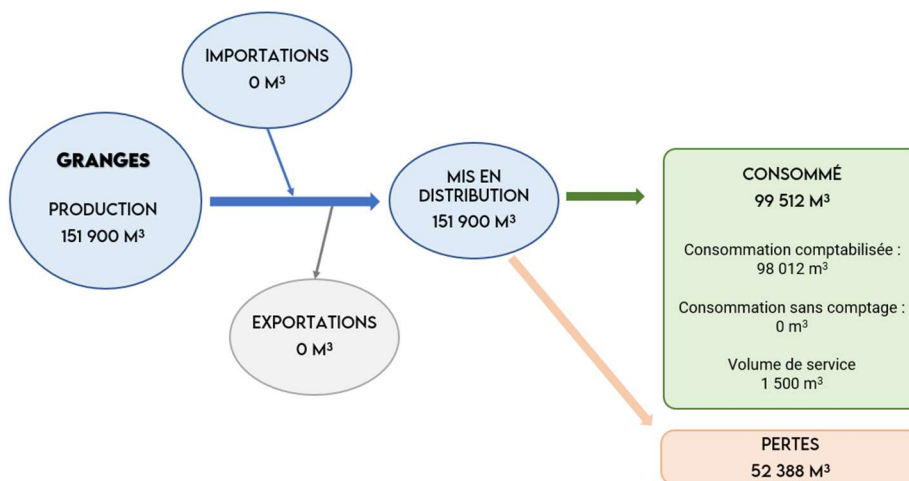 IMPORTATIONS
0 M³
GRANGES
PRODUCTION
151 900 M³
MIS EN
DISTRIBUTION
151 900 M³
EXPORTATIONS
0 M³
CONSOMMÉ
99 512 M³
Consommation comptabilisée :
98 012 m³
Consommation sans comptage :
0 m³
Volume de service
1 500 m³
PERTES
52 388 M³